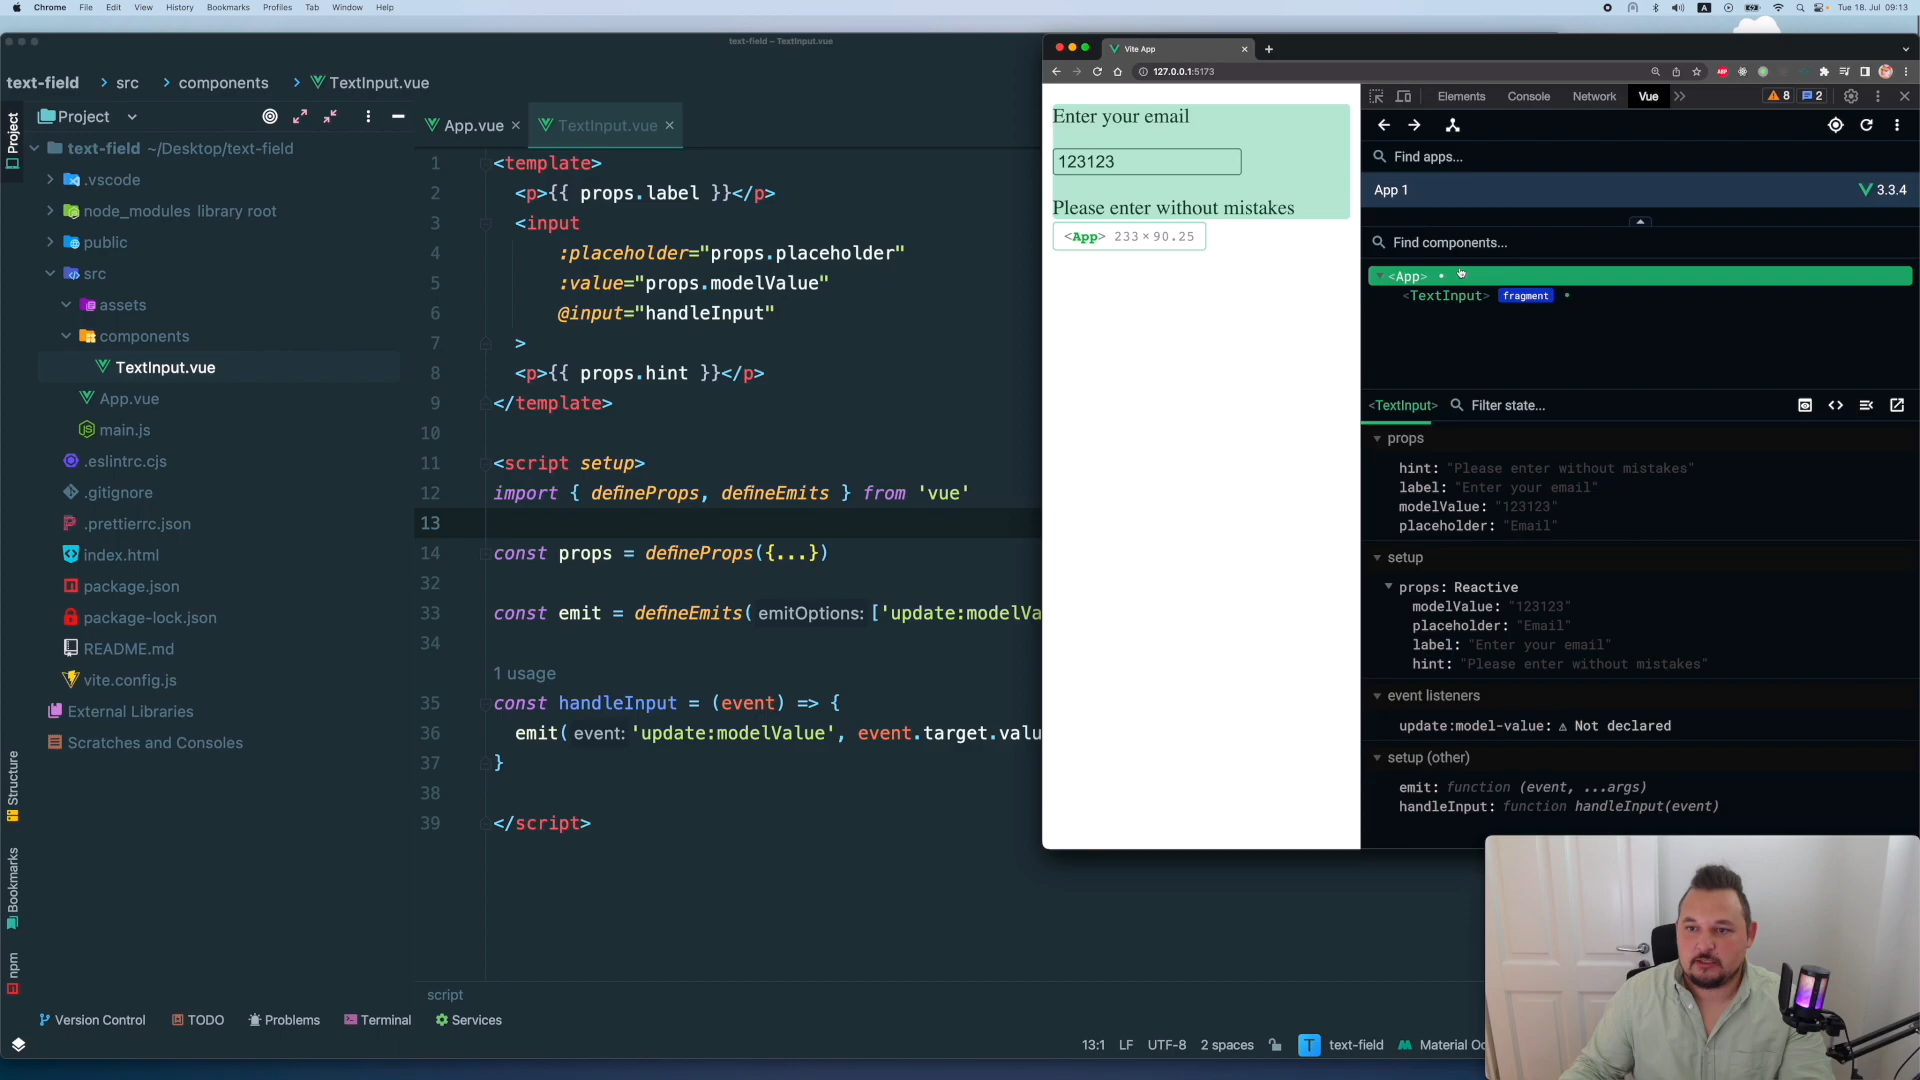 Chrome File Edit View History Bookmarks Profiles Tab Window Help
Tue 18. Jul 09:13
text-field – TextInput.vue
text-field > src > components > TextInput.vue
Project
Project
App.vue
TextInput.vue
text-field ~/Desktop/text-field
.vscode
node_modules library root
public
src
assets
components
TextInput.vue
App.vue
main.js
.eslintrc.cjs
.gitignore
.prettierrc.json
index.html
package.json
package-lock.json
README.md
vite.config.js
External Libraries
Scratches and Consoles
Structure
Bookmarks
npm
1 <template>
2 <p>{{ props.label }}</p>
3 <input
4 :placeholder="props.placeholder"
5 :value="props.modelValue"
6 @input="handleInput"
7 >
8 <p>{{ props.hint }}</p>
9 </template>
10
11 <script setup>
12 import { defineProps, defineEmits } from 'vue'
13
14 const props = defineProps({...})
32
33 const emit = defineEmits( emitOptions: ['update:modelVa
34
1 usage
35 const handleInput = (event) => {
36 emit( event: 'update:modelValue', event.target.valu
37 }
38
39 </script>
script
Version Control TODO Problems Terminal Services
13:1 LF UTF-8 2 spaces T text-field Material Oc
Vite App
127.0.0.1:5173
ABP
Enter your email
123123
Please enter without mistakes
<App> 233 × 90.25
Elements Console Network Vue 8 2
Find apps...
App 1 3.3.4
Find components...
<App>
<TextInput> fragment
<TextInput> Filter state...
props
hint: "Please enter without mistakes"
label: "Enter your email"
modelValue: "123123"
placeholder: "Email"
setup
props: Reactive
modelValue: "123123"
placeholder: "Email"
label: "Enter your email"
hint: "Please enter without mistakes"
event listeners
update:model-value: ⚠ Not declared
setup (other)
emit: function (event, ...args)
handleInput: function handleInput(event)